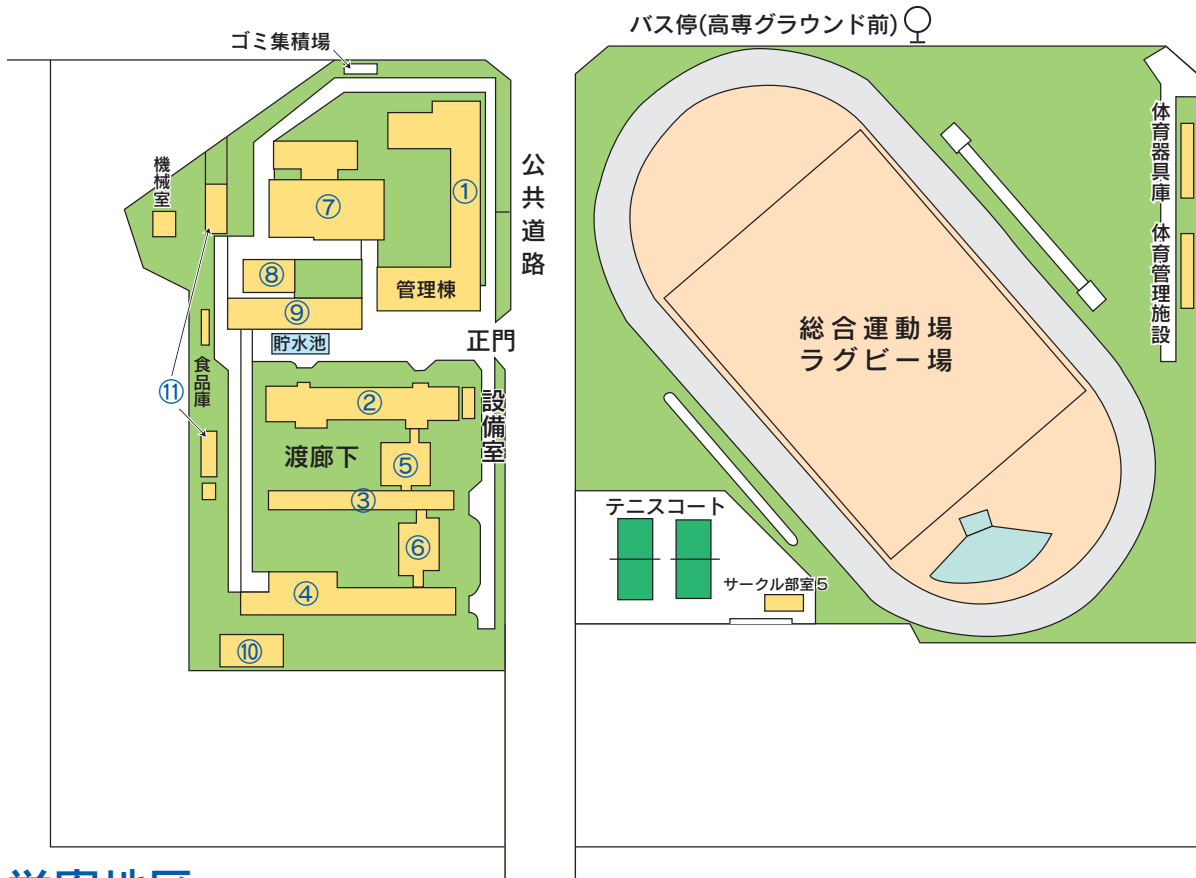 バス停(高専グラウンド前)
ゴミ集積場
機械室
公共道路
体育器具庫
体育管理施設
①
⑦
⑧
管理棟
⑨
貯水池
正門
総合運動場
ラグビー場
食品庫
⑪
②
設備室
渡廊下
⑤
③
テニスコート
⑥
サークル部室5
④
⑩